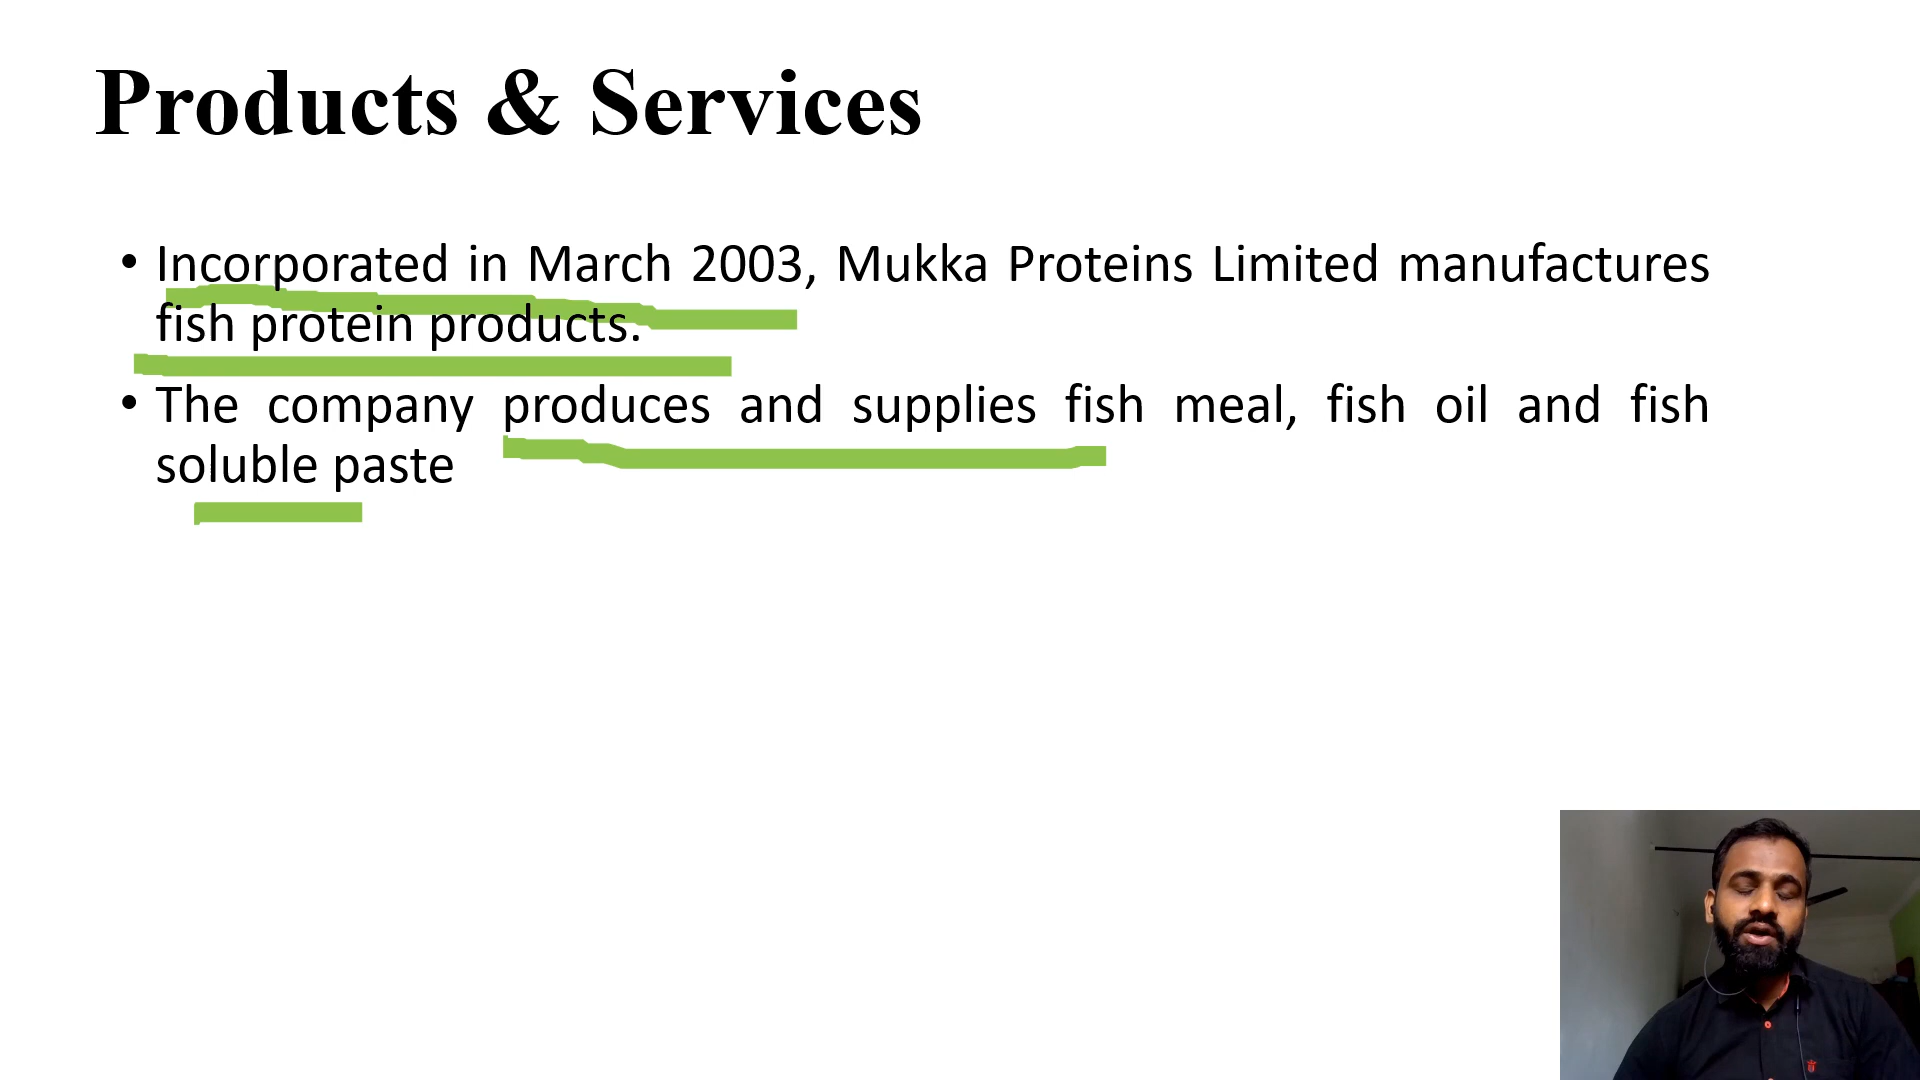 Products & Services
• Incorporated in March 2003, Mukka Proteins Limited manufactures
fish protein products.
• The company produces and supplies fish meal, fish oil and fish
soluble paste